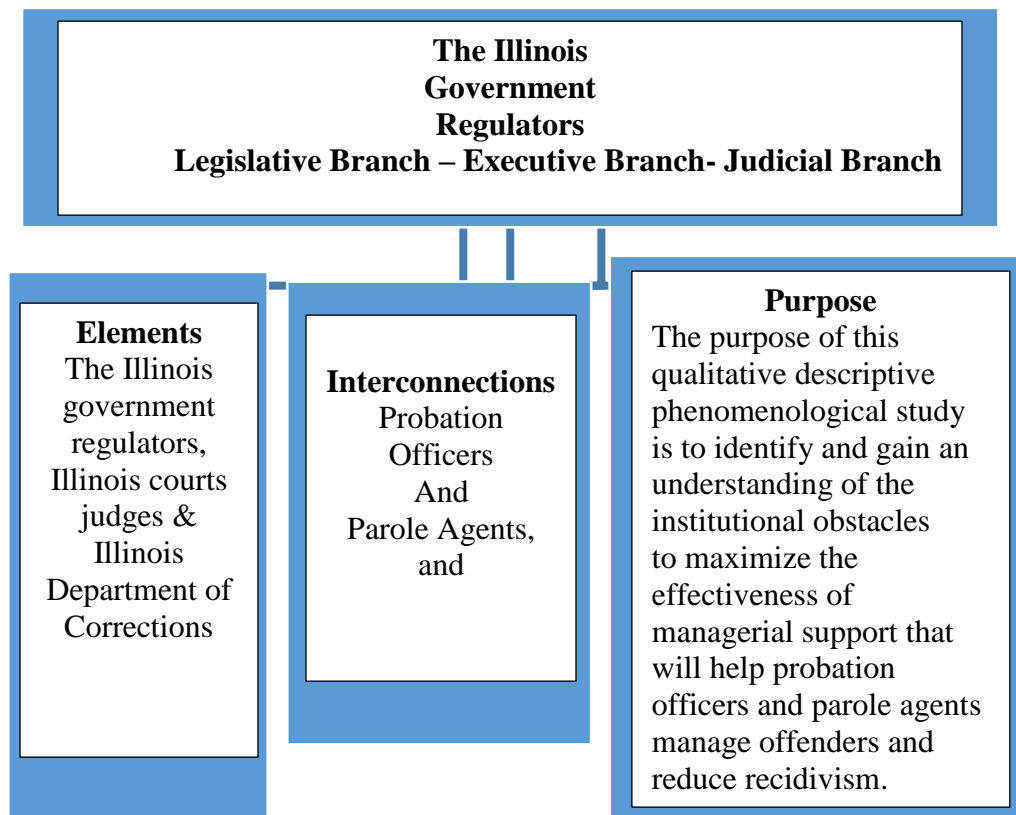 The Illinois
Government
Regulators
Legislative Branch – Executive Branch- Judicial Branch
Elements
The Illinois
government
regulators,
Illinois courts
judges &
Illinois
Department of
Corrections
Interconnections
Probation
Officers
And
Parole Agents,
and
Purpose
The purpose of this
qualitative descriptive
phenomenological study
is to identify and gain an
understanding of the
institutional obstacles
to maximize the
effectiveness of
managerial support that
will help probation
officers and parole agents
manage offenders and
reduce recidivism.